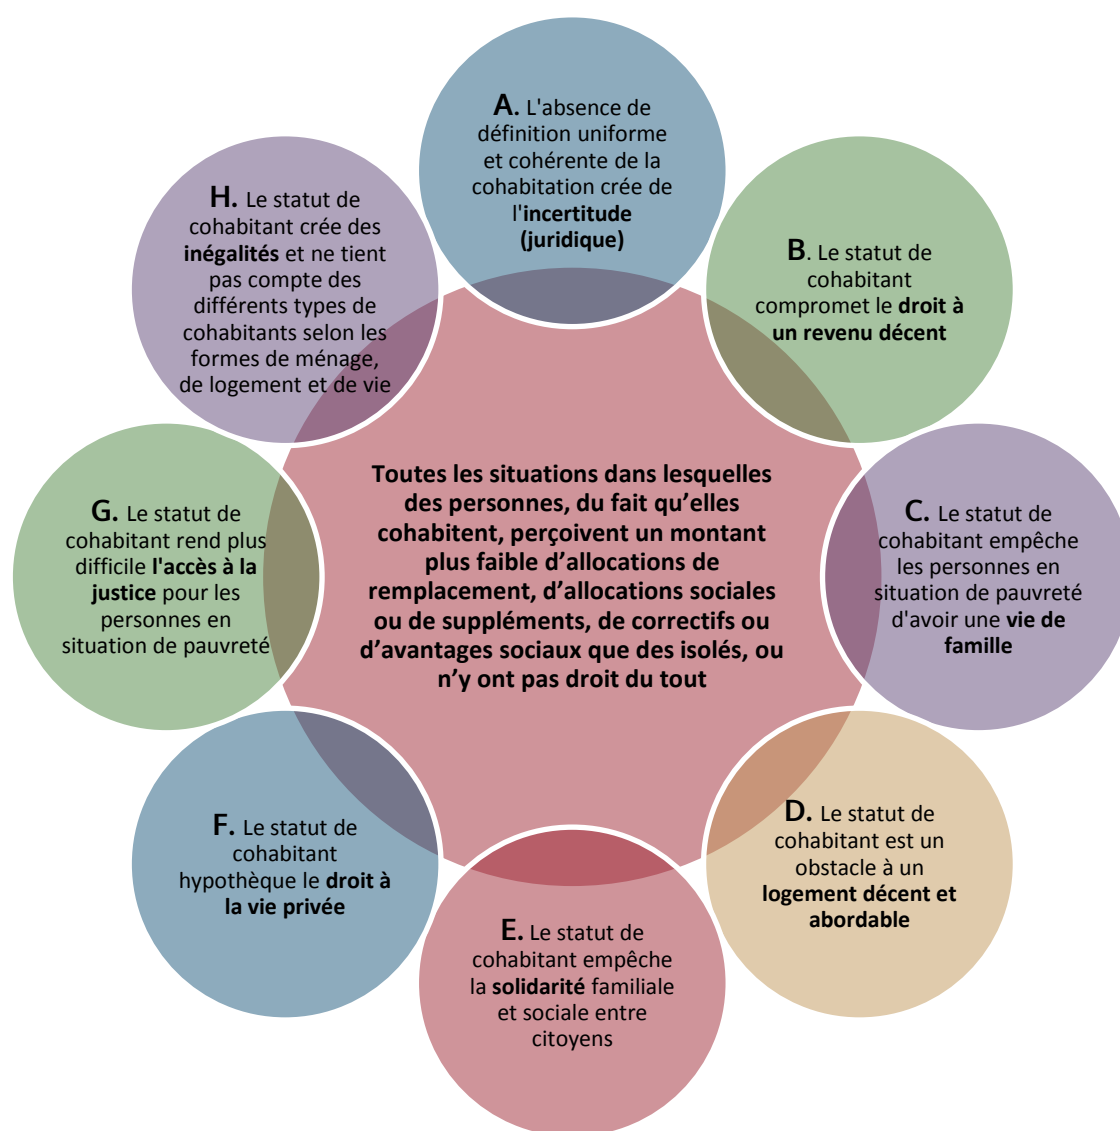 A. L'absence de
définition uniforme
et cohérente de la
cohabitation crée de
l'incertitude
(juridique)
B. Le statut de
cohabitant
compromet le droit à
un revenu décent
C. Le statut de
cohabitant empêche
les personnes en
situation de pauvreté
d'avoir une vie de
famille
D. Le statut de
cohabitant est un
obstacle à un
logement décent et
abordable
E. Le statut de
cohabitant empêche
la solidarité familiale
et sociale entre
citoyens
F. Le statut de
cohabitant
hypothèque le droit à
la vie privée
G. Le statut de
cohabitant rend plus
difficile l'accès à la
justice pour les
personnes en
situation de pauvreté
H. Le statut de
cohabitant crée des
inégalités et ne tient
pas compte des
différents types de
cohabitants selon les
formes de ménage,
de logement et de vie
Toutes les situations dans lesquelles
des personnes, du fait qu’elles
cohabitent, perçoivent un montant
plus faible d’allocations de
remplacement, d’allocations sociales
ou de suppléments, de correctifs ou
d’avantages sociaux que des isolés, ou
n’y ont pas droit du tout